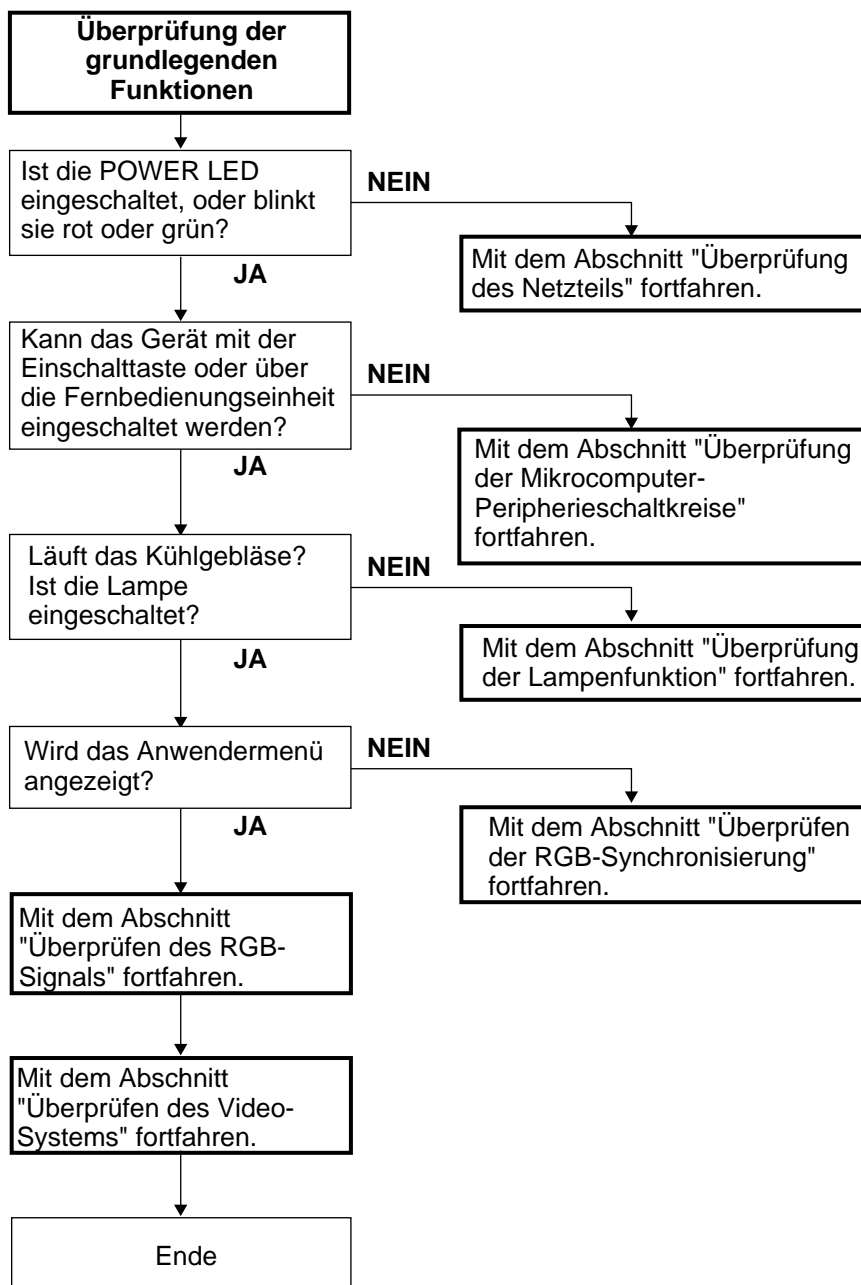 Überprüfung der
grundlegenden
Funktionen
Ist die POWER LED
eingeschaltet, oder blinkt
sie rot oder grün?
NEIN
Mit dem Abschnitt "Überprüfung
des Netzteils" fortfahren.
JA
Kann das Gerät mit der
Einschalttaste oder über
die Fernbedienungseinheit
eingeschaltet werden?
NEIN
Mit dem Abschnitt "Überprüfung
der Mikrocomputer-
Peripherieschaltkreise"
fortfahren.
JA
Läuft das Kühlgebläse?
Ist die Lampe
eingeschaltet?
NEIN
Mit dem Abschnitt "Überprüfung
der Lampenfunktion" fortfahren.
JA
Wird das Anwendermenü
angezeigt?
NEIN
Mit dem Abschnitt "Überprüfen
der RGB-Synchronisierung"
fortfahren.
JA
Mit dem Abschnitt
"Überprüfen des RGB-
Signals" fortfahren.
Mit dem Abschnitt
"Überprüfen des Video-
Systems" fortfahren.
Ende